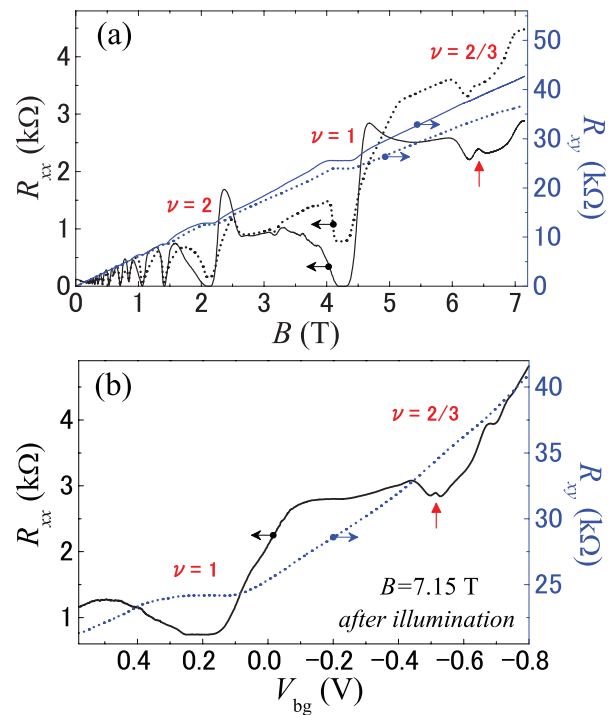 (a)
ν = 2/3
ν = 1
ν = 2
R_xx (kΩ)
4
3
2
1
0
R_xy (kΩ)
50
40
30
20
10
0
0 1 2 3 4 5 6 7
B (T)
(b)
ν = 2/3
ν = 1
R_xx (kΩ)
4
3
2
1
R_xy (kΩ)
40
35
30
25
B=7.15 T
after illumination
0.4 0.2 0.0 −0.2 −0.4 −0.6 −0.8
V_bg (V)